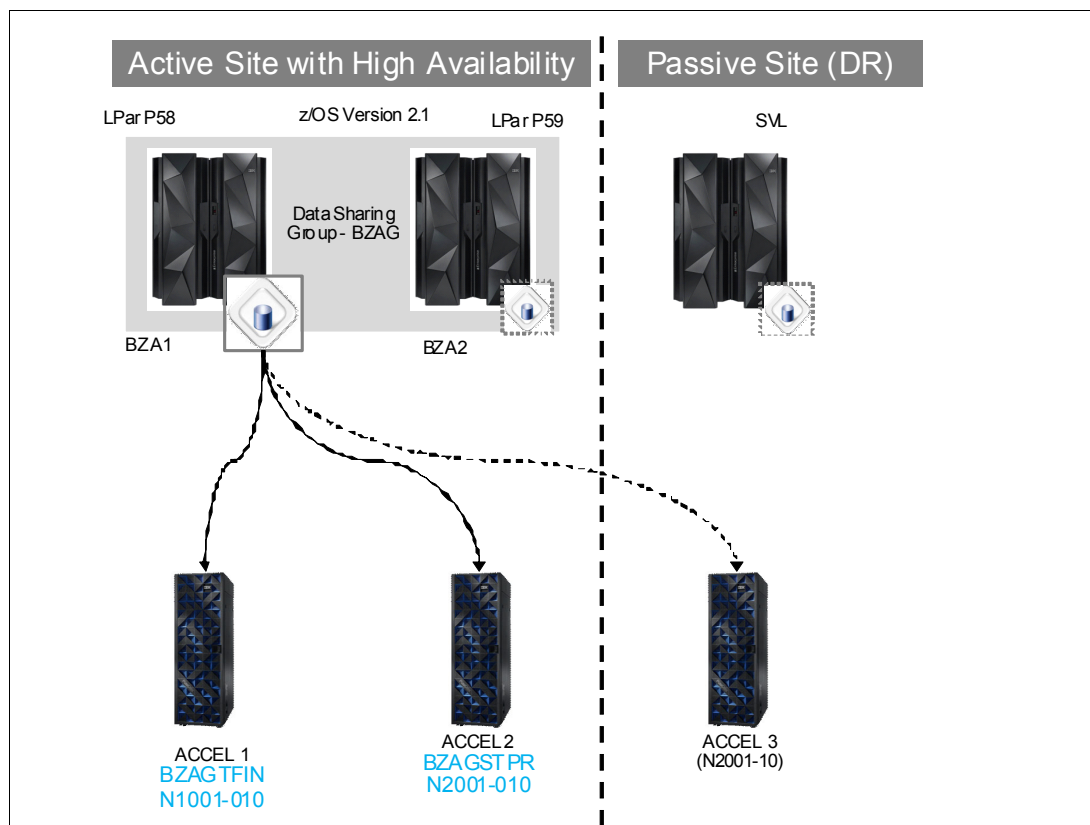 Active Site with High Availability
Passive Site (DR)
LPar P58
z/OS Version 2.1
LPar P59
SVL
Data Sharing
Group - BZAG
BZA1
BZA2
ACCEL 1
BZAGTFIN
N1001-010
ACCEL 2
BZAGSTPR
N2001-010
ACCEL 3
(N2001-10)